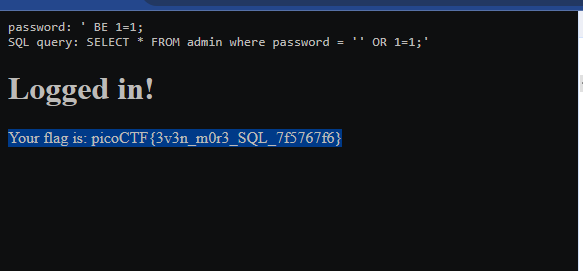 password: ' BE 1=1;
SQL query: SELECT * FROM admin where password = '' OR 1=1;'
Logged in!
Your flag is: picoCTF{3v3n_m0r3_SQL_7f5767f6}